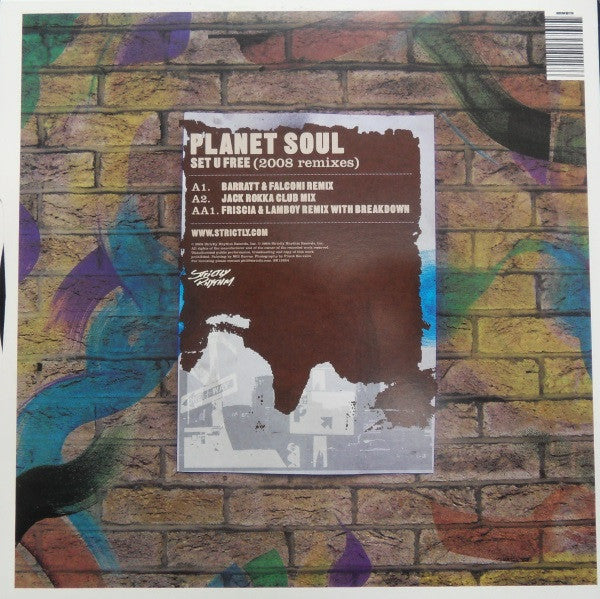 PLANET SOUL
SET U FREE (2008 remixes)
A1. BARRATT & FALCONI REMIX
A2. JACK ROKKA CLUB MIX
AA1. FRISCIA & LAMBOY REMIX WITH BREAKDOWN
WWW.STRICTLY.COM
STRICTLY
RHYTHM